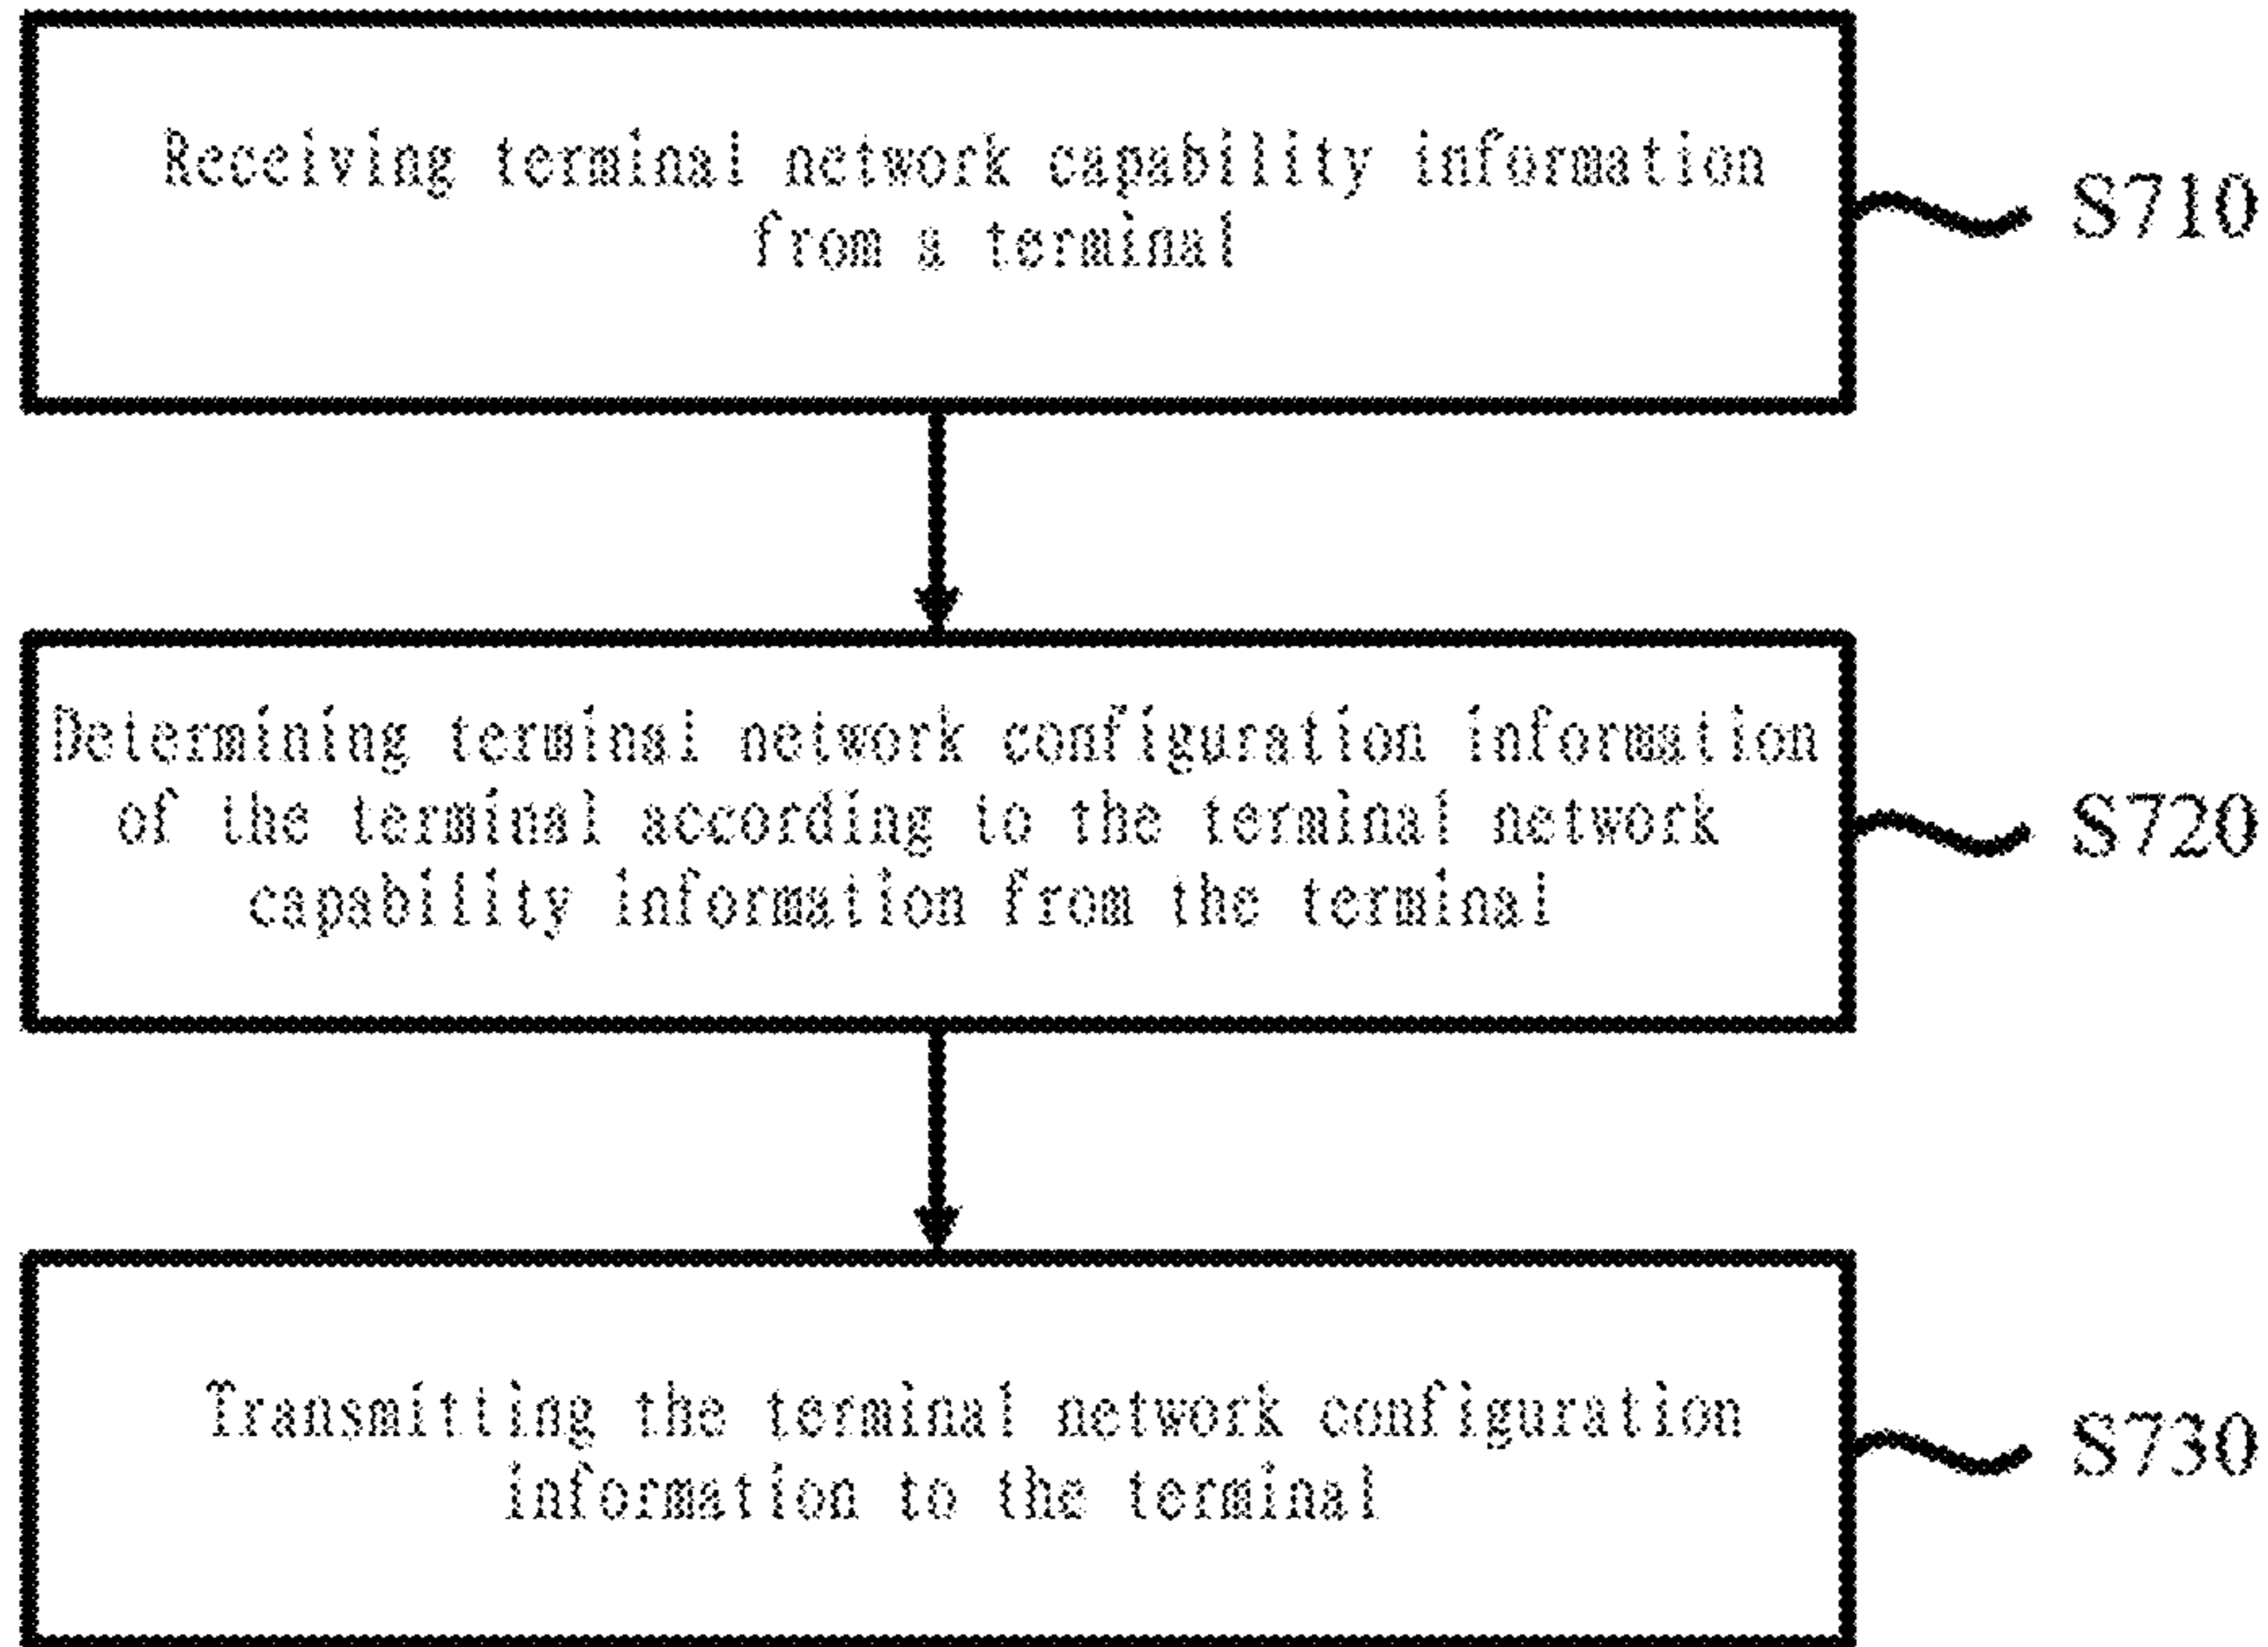 Receiving terminal network capability information
from a terminal
S710
Determining terminal network configuration information
of the terminal according to the terminal network
capability information from the terminal
S720
Transmitting the terminal network configuration
information to the terminal
S730